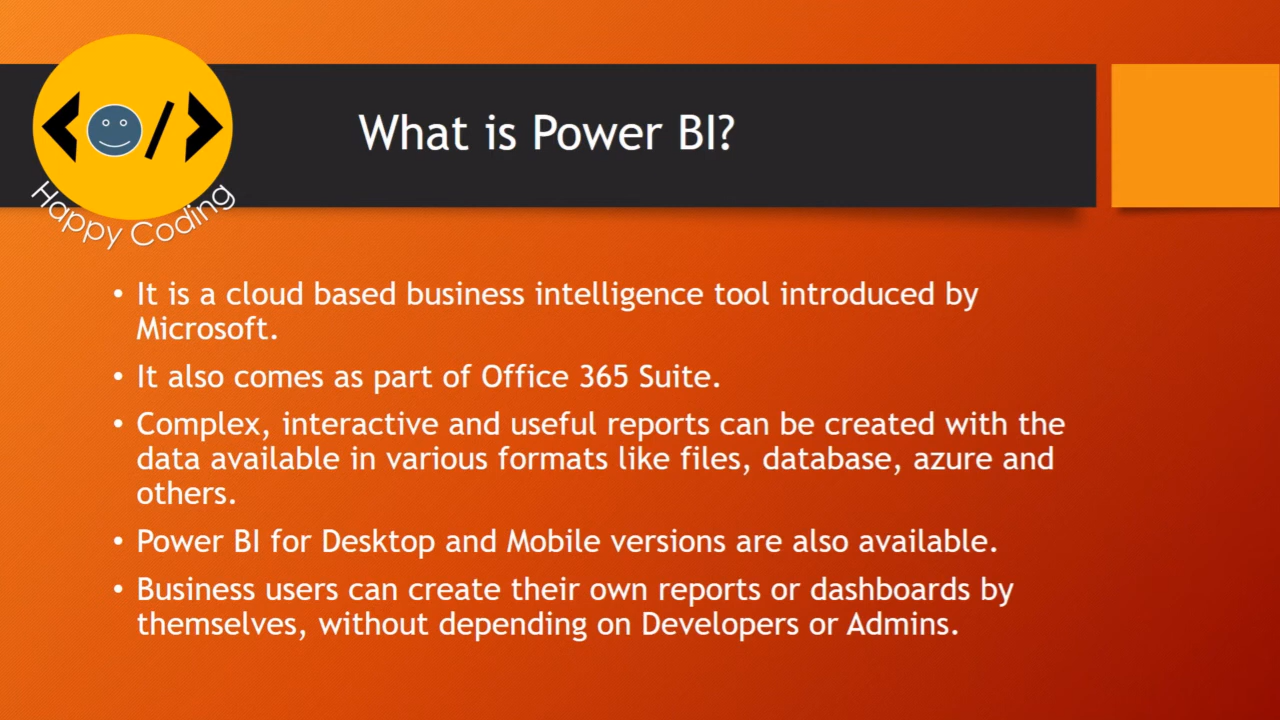 What is Power BI?
Happy Coding
• It is a cloud based business intelligence tool introduced by
Microsoft.
• It also comes as part of Office 365 Suite.
• Complex, interactive and useful reports can be created with the
data available in various formats like files, database, azure and
others.
• Power BI for Desktop and Mobile versions are also available.
• Business users can create their own reports or dashboards by
themselves, without depending on Developers or Admins.